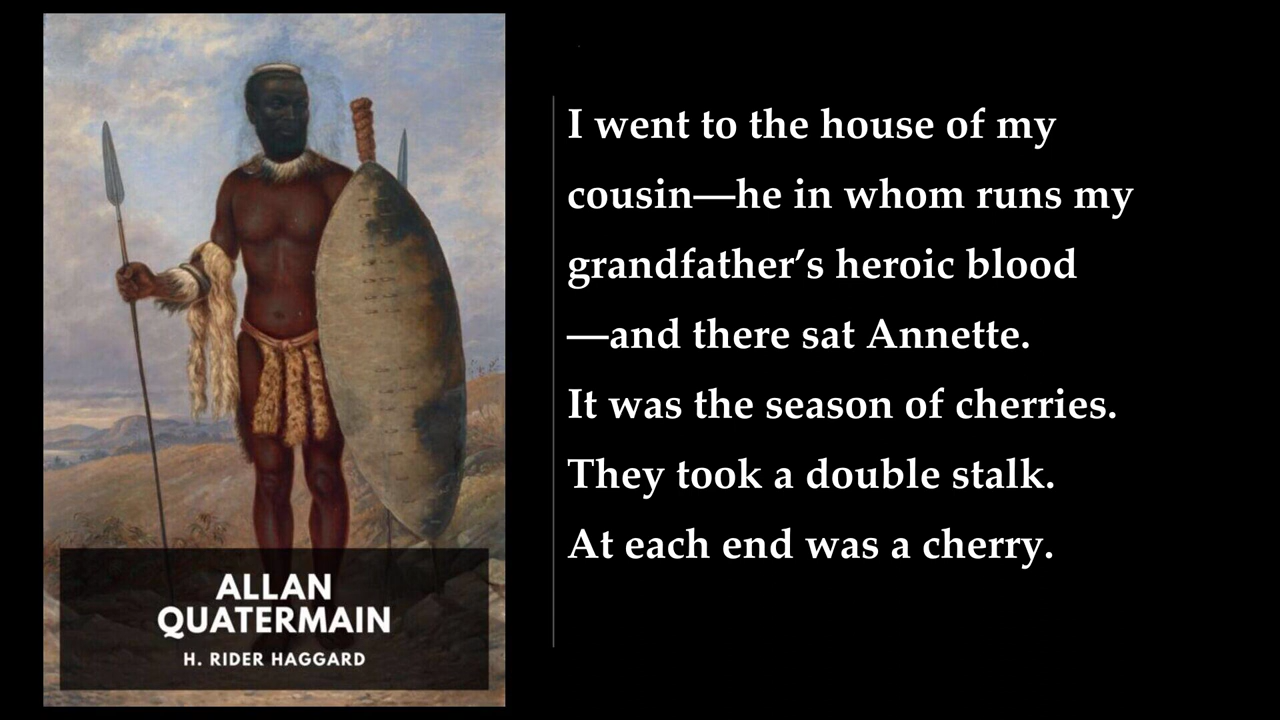 ALLAN
QUATERMAIN
H. RIDER HAGGARD
I went to the house of my
cousin—he in whom runs my
grandfather’s heroic blood
—and there sat Annette.
It was the season of cherries.
They took a double stalk.
At each end was a cherry.